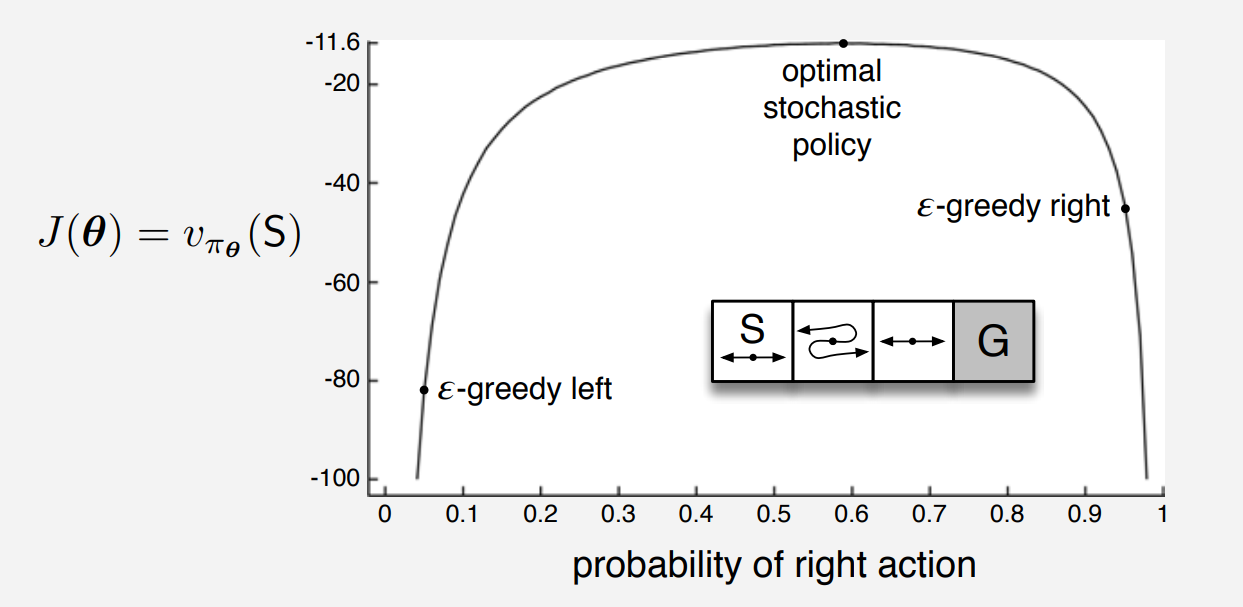 -11.6
-20
optimal
stochastic
policy
-40
ε-greedy right
J(θ) = v_{π_θ}(S)
-60
S
G
-80
ε-greedy left
-100
0 0.1 0.2 0.3 0.4 0.5 0.6 0.7 0.8 0.9 1
probability of right action